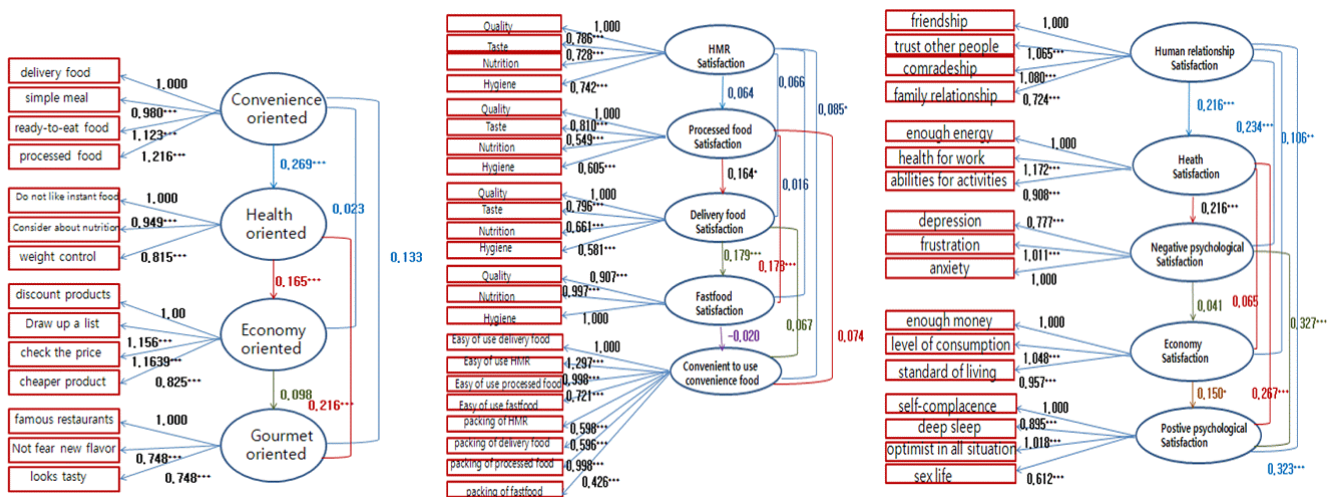 delivery food
simple meal
ready-to-eat food
processed food
1.000
0.980***
1.123***
1.216***
Convenience
oriented
0.269***
Do not like instant food
Consider about nutrition
weight control
1.000
0.949***
0.815***
Health
oriented
0.023
0.133
0.165***
discount products
Draw up a list
check the price
cheaper product
1.00
1.156***
1.1639***
0.825***
Economy
oriented
0.098
0.216***
famous restaurants
Not fear new flavor
looks tasty
1.000
0.748***
0.748***
Gourmet
oriented
Quality
Taste
Nutrition
Hygiene
1.000
0.786***
0.728***
0.742***
HMR
Satisfaction
0.064
0.066
0.085*
Quality
Taste
Nutrition
Hygiene
1.000
0.810***
0.549***
0.605***
Processed food
Satisfaction
0.164*
0.016
Quality
Taste
Nutrition
Hygiene
1.000
0.796***
0.661***
0.581***
Delivery food
Satisfaction
0.179***
0.178***
Quality
Nutrition
Hygiene
0.907***
0.997***
1.000
Fastfood
Satisfaction
-0.020
0.067
0.074
Easy of use delivery food
Easy of use HMR
Easy of use processed food
Easy of use fastfood
packing of HMR
packing of delivery food
packing of processed food
packing of fastfood
1.000
1.297***
0.998***
0.721***
0.598***
0.596***
0.998***
0.426***
Convenient to use
convenience food
friendship
trust other people
comradeship
family relationship
1.000
1.065***
1.080***
0.724***
Human relationship
Satisfaction
0.216***
0.234***
0.106**
enough energy
health for work
abilities for activities
1.000
1.172***
0.908***
Heath
Satisfaction
0.216***
depression
frustration
anxiety
0.777***
1.011***
1.000
Negative psychological
Satisfaction
0.041
0.065
0.327***
enough money
level of consumption
standard of living
1.000
1.048***
0.957***
Economy
Satisfaction
0.150*
0.267***
self-complacence
deep sleep
optimist in all situation
sex life
1.000
0.895***
1.018***
0.612***
Postive psychological
Satisfaction
0.323***